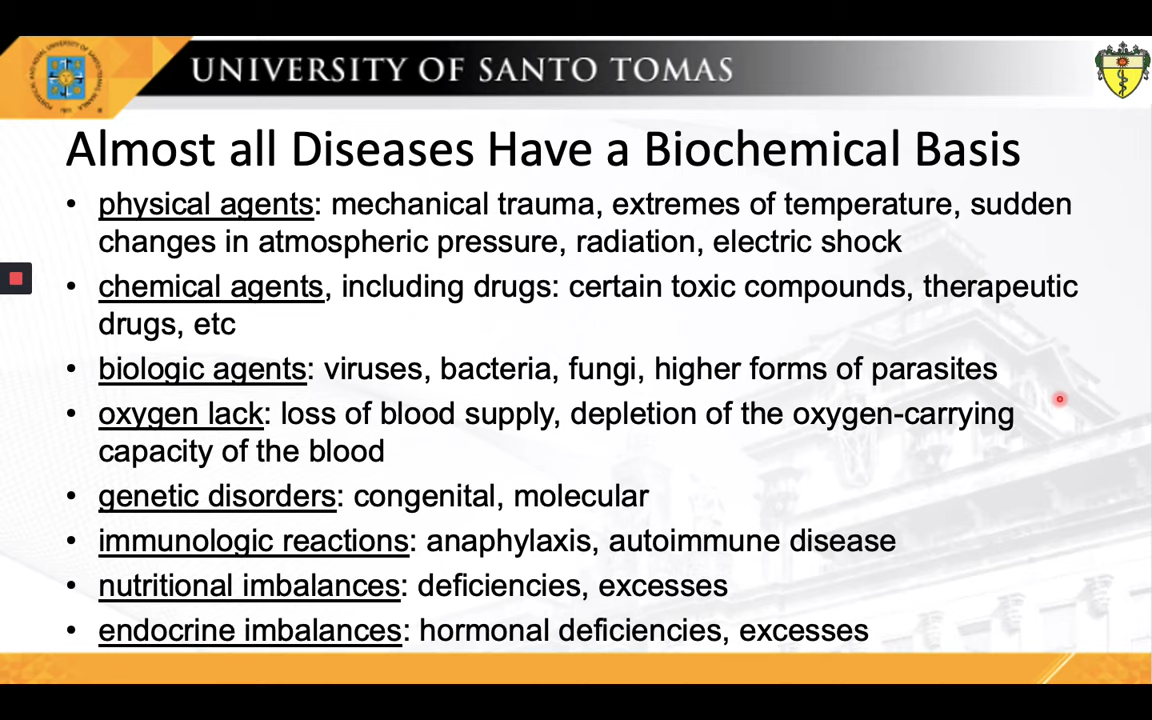 UNIVERSITY OF SANTO TOMAS
Almost all Diseases Have a Biochemical Basis
• physical agents: mechanical trauma, extremes of temperature, sudden
changes in atmospheric pressure, radiation, electric shock
• chemical agents, including drugs: certain toxic compounds, therapeutic
drugs, etc
• biologic agents: viruses, bacteria, fungi, higher forms of parasites
• oxygen lack: loss of blood supply, depletion of the oxygen-carrying
capacity of the blood
• genetic disorders: congenital, molecular
• immunologic reactions: anaphylaxis, autoimmune disease
• nutritional imbalances: deficiencies, excesses
• endocrine imbalances: hormonal deficiencies, excesses